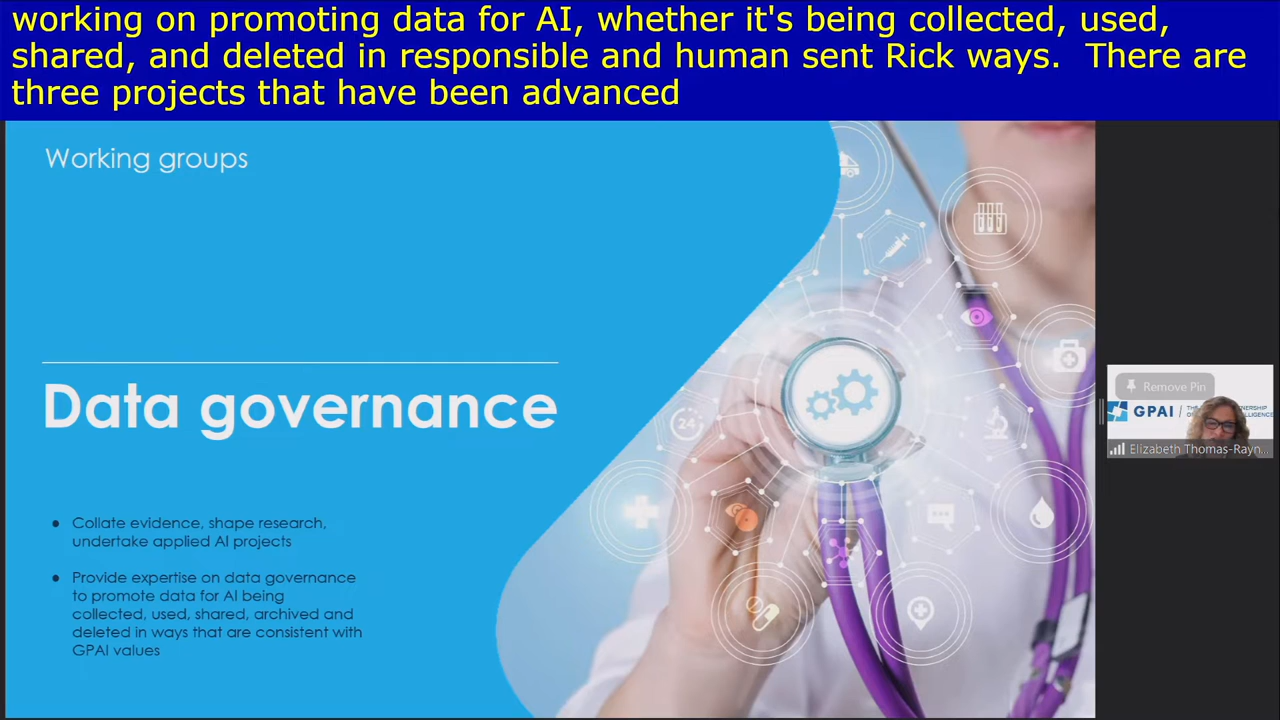 working on promoting data for AI, whether it's being collected, used,
shared, and deleted in responsible and human sent Rick ways.  There are
three projects that have been advanced
Working groups
Data governance
● Collate evidence, shape research,
undertake applied AI projects
● Provide expertise on data governance
to promote data for AI being
collected, used, shared, archived and
deleted in ways that are consistent with
GPAI values
24
Remove Pin
GPAI
Elizabeth Thomas-Rayn...